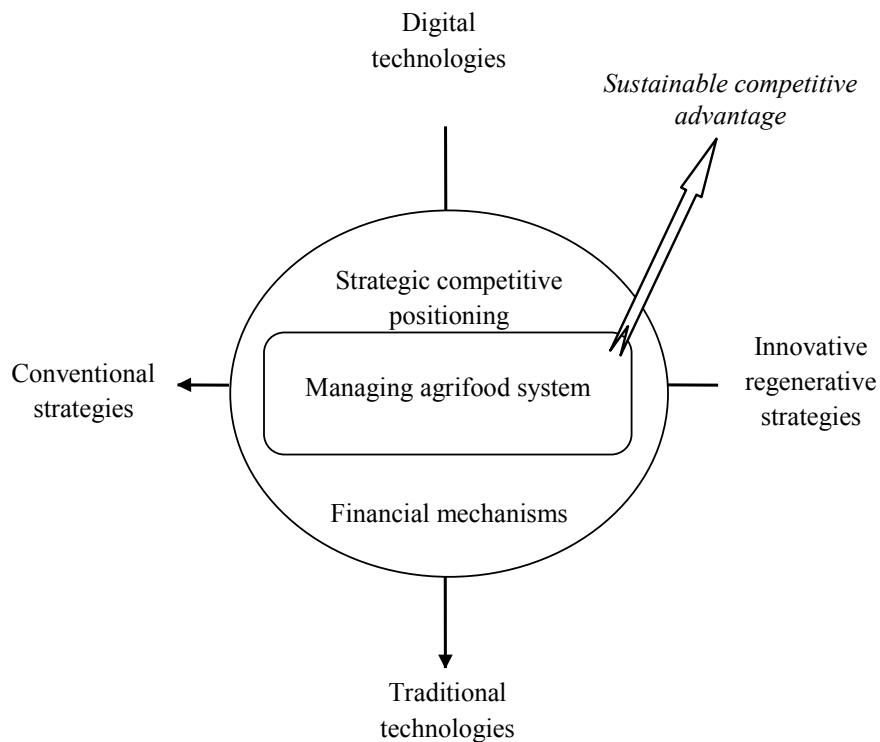 Digital
technologies
Sustainable competitive
advantage
Strategic competitive
positioning
Conventional
strategies
Managing agrifood system
Innovative
regenerative
strategies
Financial mechanisms
Traditional
technologies